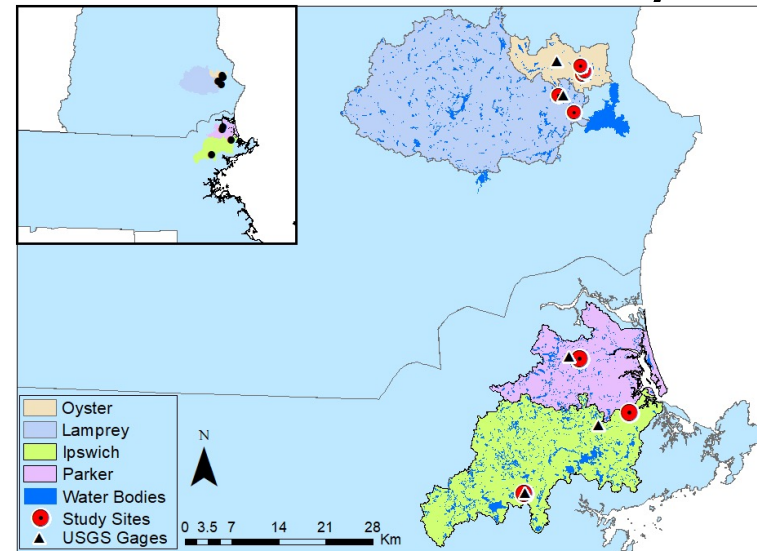 Oyster
Lamprey
Ipswich
Parker
Water Bodies
Study Sites
USGS Gages
N
0 3.5 7 14 21 28
Km